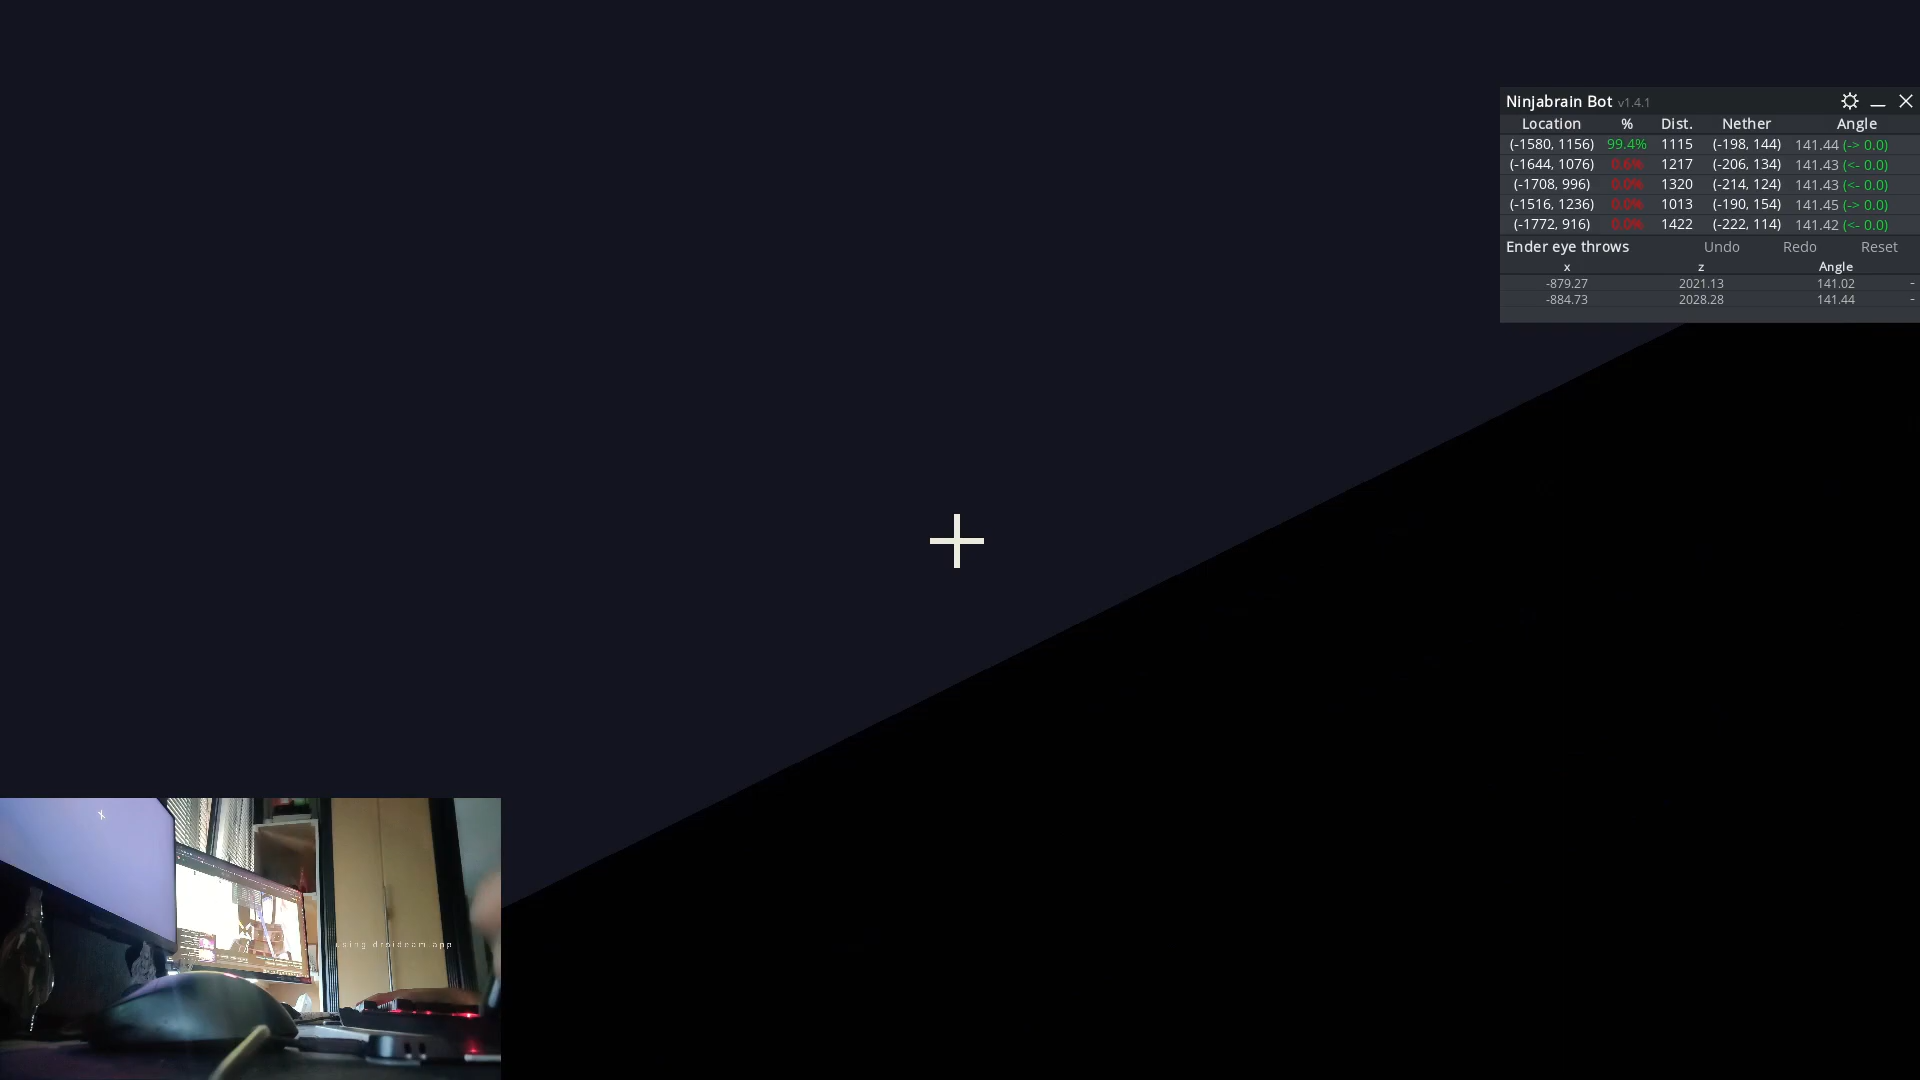 Ninjabrain Bot v1.4.1
Location % Dist. Nether Angle
(-1580, 1156) 99.4% 1115 (-198, 144) 141.44 (-> 0.0)
(-1644, 1076) 0.6% 1217 (-206, 134) 141.43 (<- 0.0)
(-1708, 996) 0.0% 1320 (-214, 124) 141.43 (<- 0.0)
(-1516, 1236) 0.0% 1013 (-190, 154) 141.45 (-> 0.0)
(-1772, 916) 0.0% 1422 (-222, 114) 141.42 (<- 0.0)
Ender eye throws Undo Redo Reset
x z Angle
-879.27 2021.13 141.02 -
-884.73 2028.28 141.44 -
using droidcam app